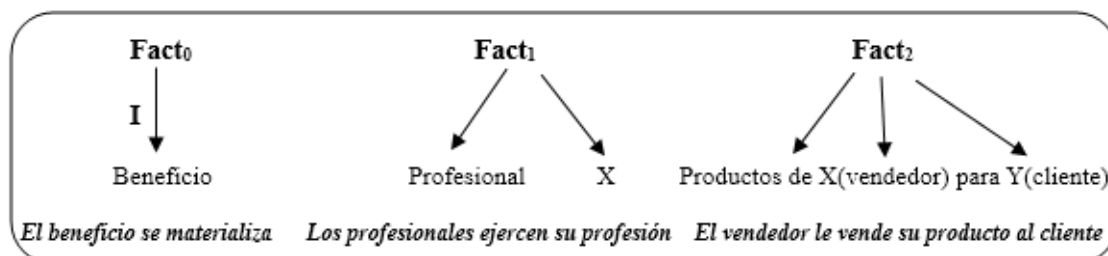 Fact₀ Fact₁ Fact₂
I
Beneficio Profesional X Productos de X(vendedor) para Y(cliente)
El beneficio se materializa Los profesionales ejercen su profesión El vendedor le vende su producto al cliente